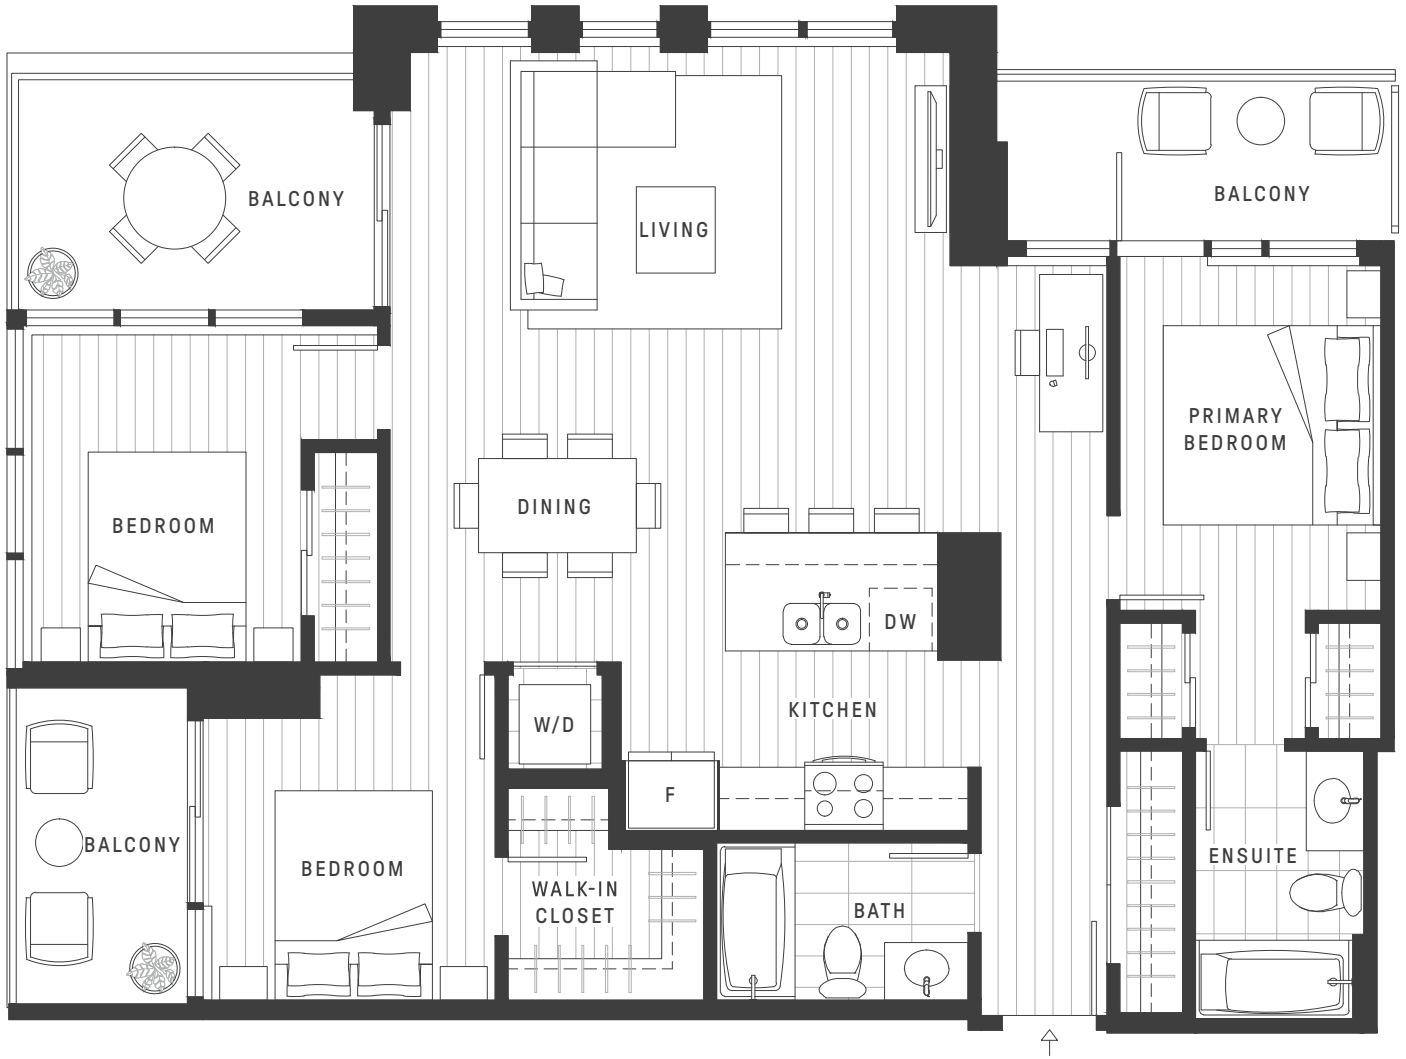 BALCONY
LIVING
BALCONY
PRIMARY
BEDROOM
DINING
BEDROOM
DW
KITCHEN
W/D
F
BALCONY
BEDROOM
WALK-IN
CLOSET
BATH
ENSUITE